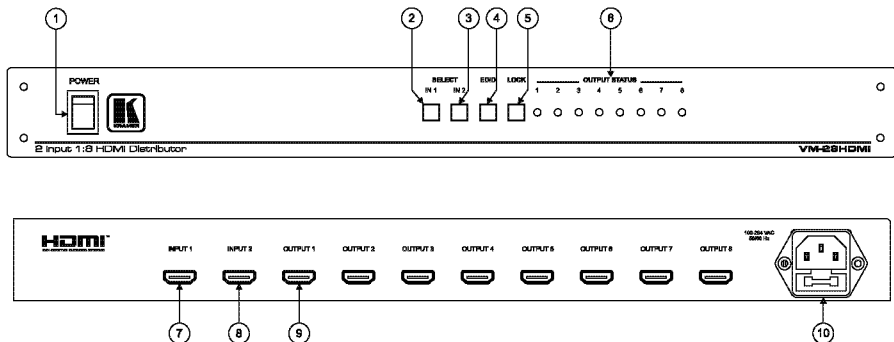 1
2
3
4
5
6
POWER
SELECT
IN 1 IN 2
EDID
LOCK
OUTPUT STATUS
1 2 3 4 5 6 7 8
KRAMER
2 Input 1:8 HDMI Distributor
VM-28HDMI
HDMI™
INPUT 1
INPUT 2
OUTPUT 1
OUTPUT 2
OUTPUT 3
OUTPUT 4
OUTPUT 5
OUTPUT 6
OUTPUT 7
OUTPUT 8
7
8
9
10